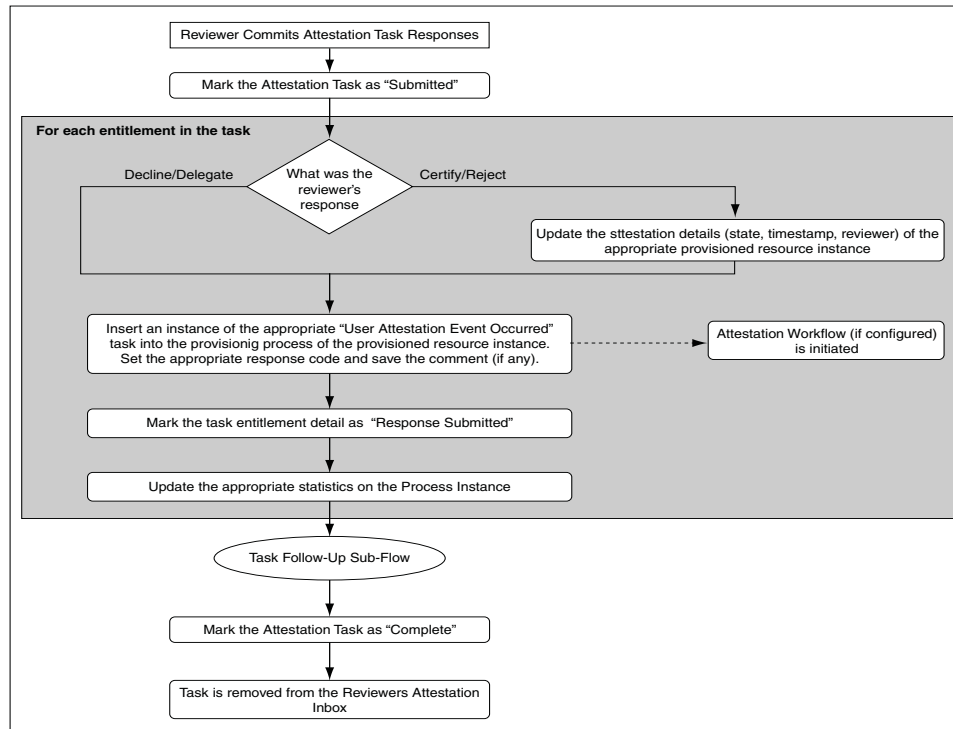 Reviewer Commits Attestation Task Responses
Mark the Attestation Task as “Submitted”
For each entitlement in the task
Decline/Delegate
What was the
reviewer's
response
Certify/Reject
Update the sttestation details (state, timestamp, reviewer) of the
appropriate provisioned resource instance
Insert an instance of the appropriate “User Attestation Event Occurred”
task into the provisionig process of the provisioned resource instance.
Set the appropriate response code and save the comment (if any).
Attestation Workflow (if configured)
is initiated
Mark the task entitlement detail as “Response Submitted”
Update the appropriate statistics on the Process Instance
Task Follow-Up Sub-Flow
Mark the Attestation Task as “Complete”
Task is removed from the Reviewers Attestation
Inbox